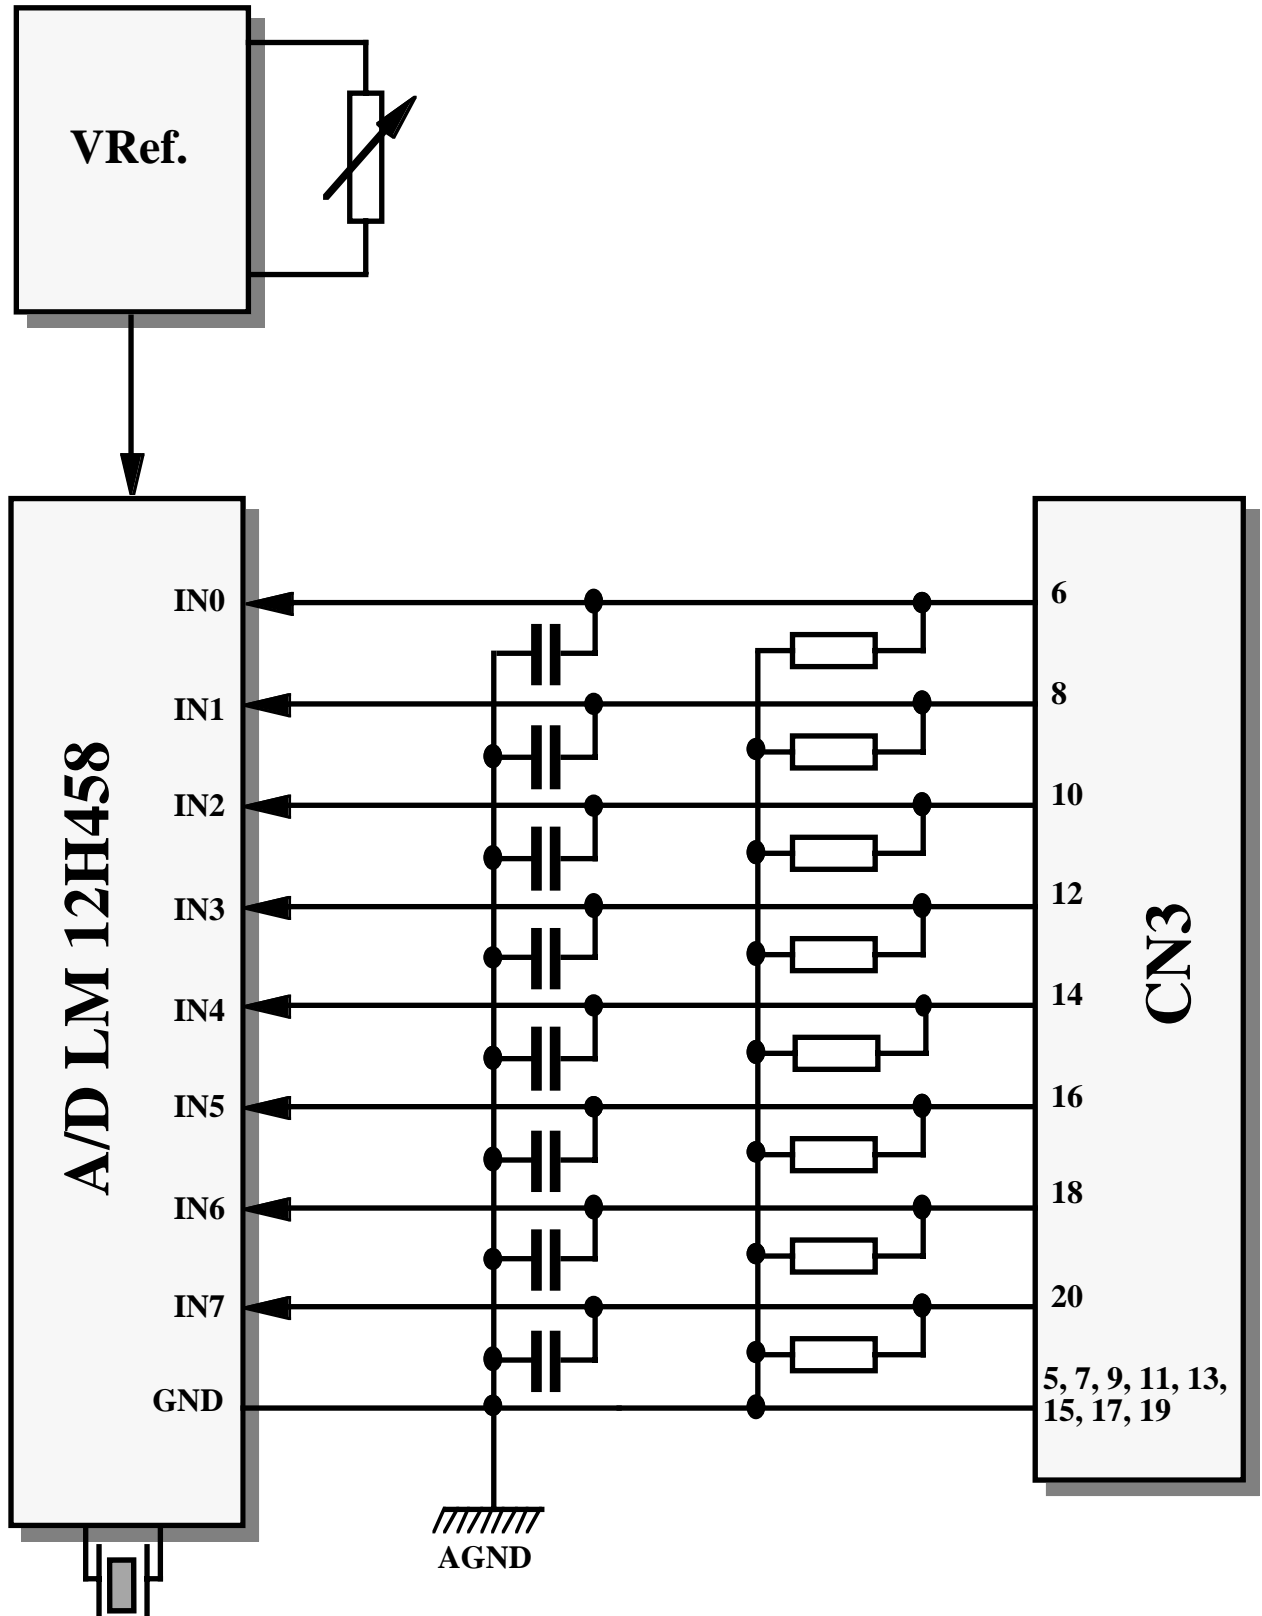 VRef.
A/D LM 12H458
IN0
IN1
IN2
IN3
IN4
IN5
IN6
IN7
GND
AGND
6
8
10
12
14
16
18
20
5, 7, 9, 11, 13,
15, 17, 19
CN3